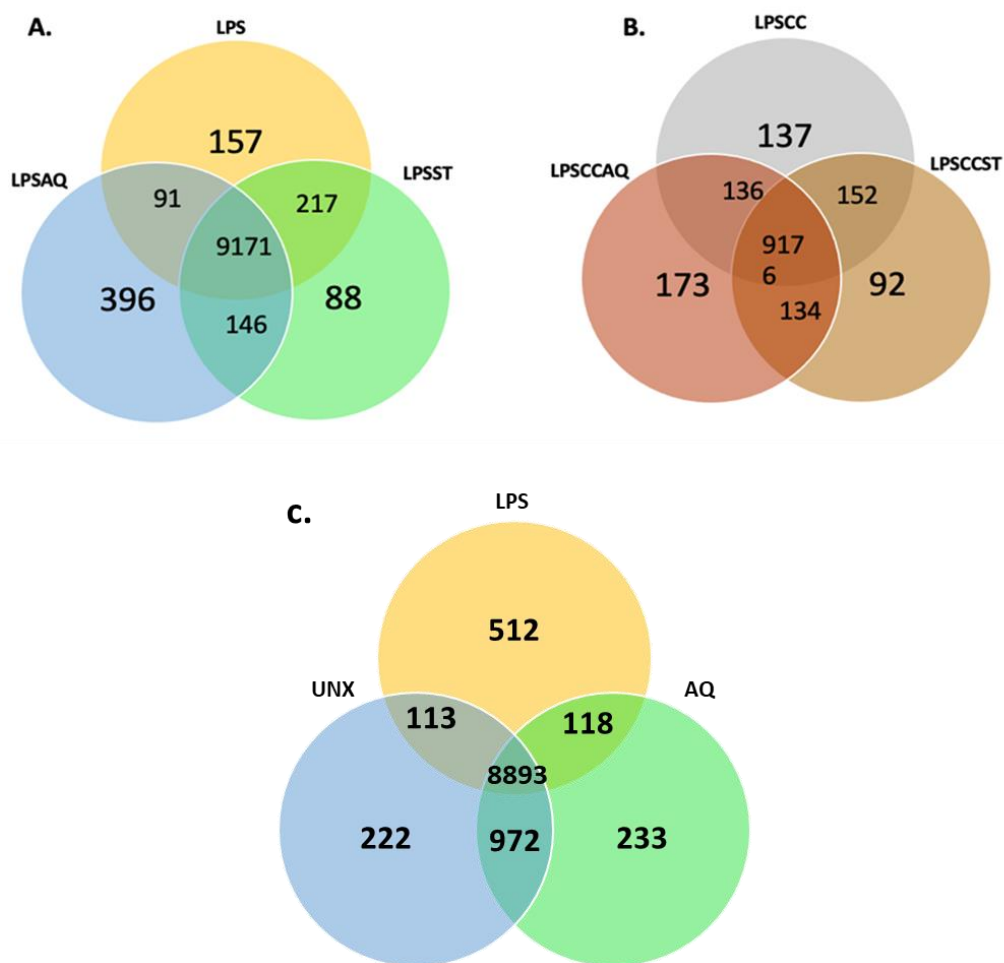 A.
LPS
157
LPSAQ
91
217
LPSST
9171
396
88
146
B.
LPSCC
137
LPSCCAQ
136
152
LPSCCST
917
6
173
92
134
C.
LPS
512
UNX
AQ
113
118
8893
222
972
233